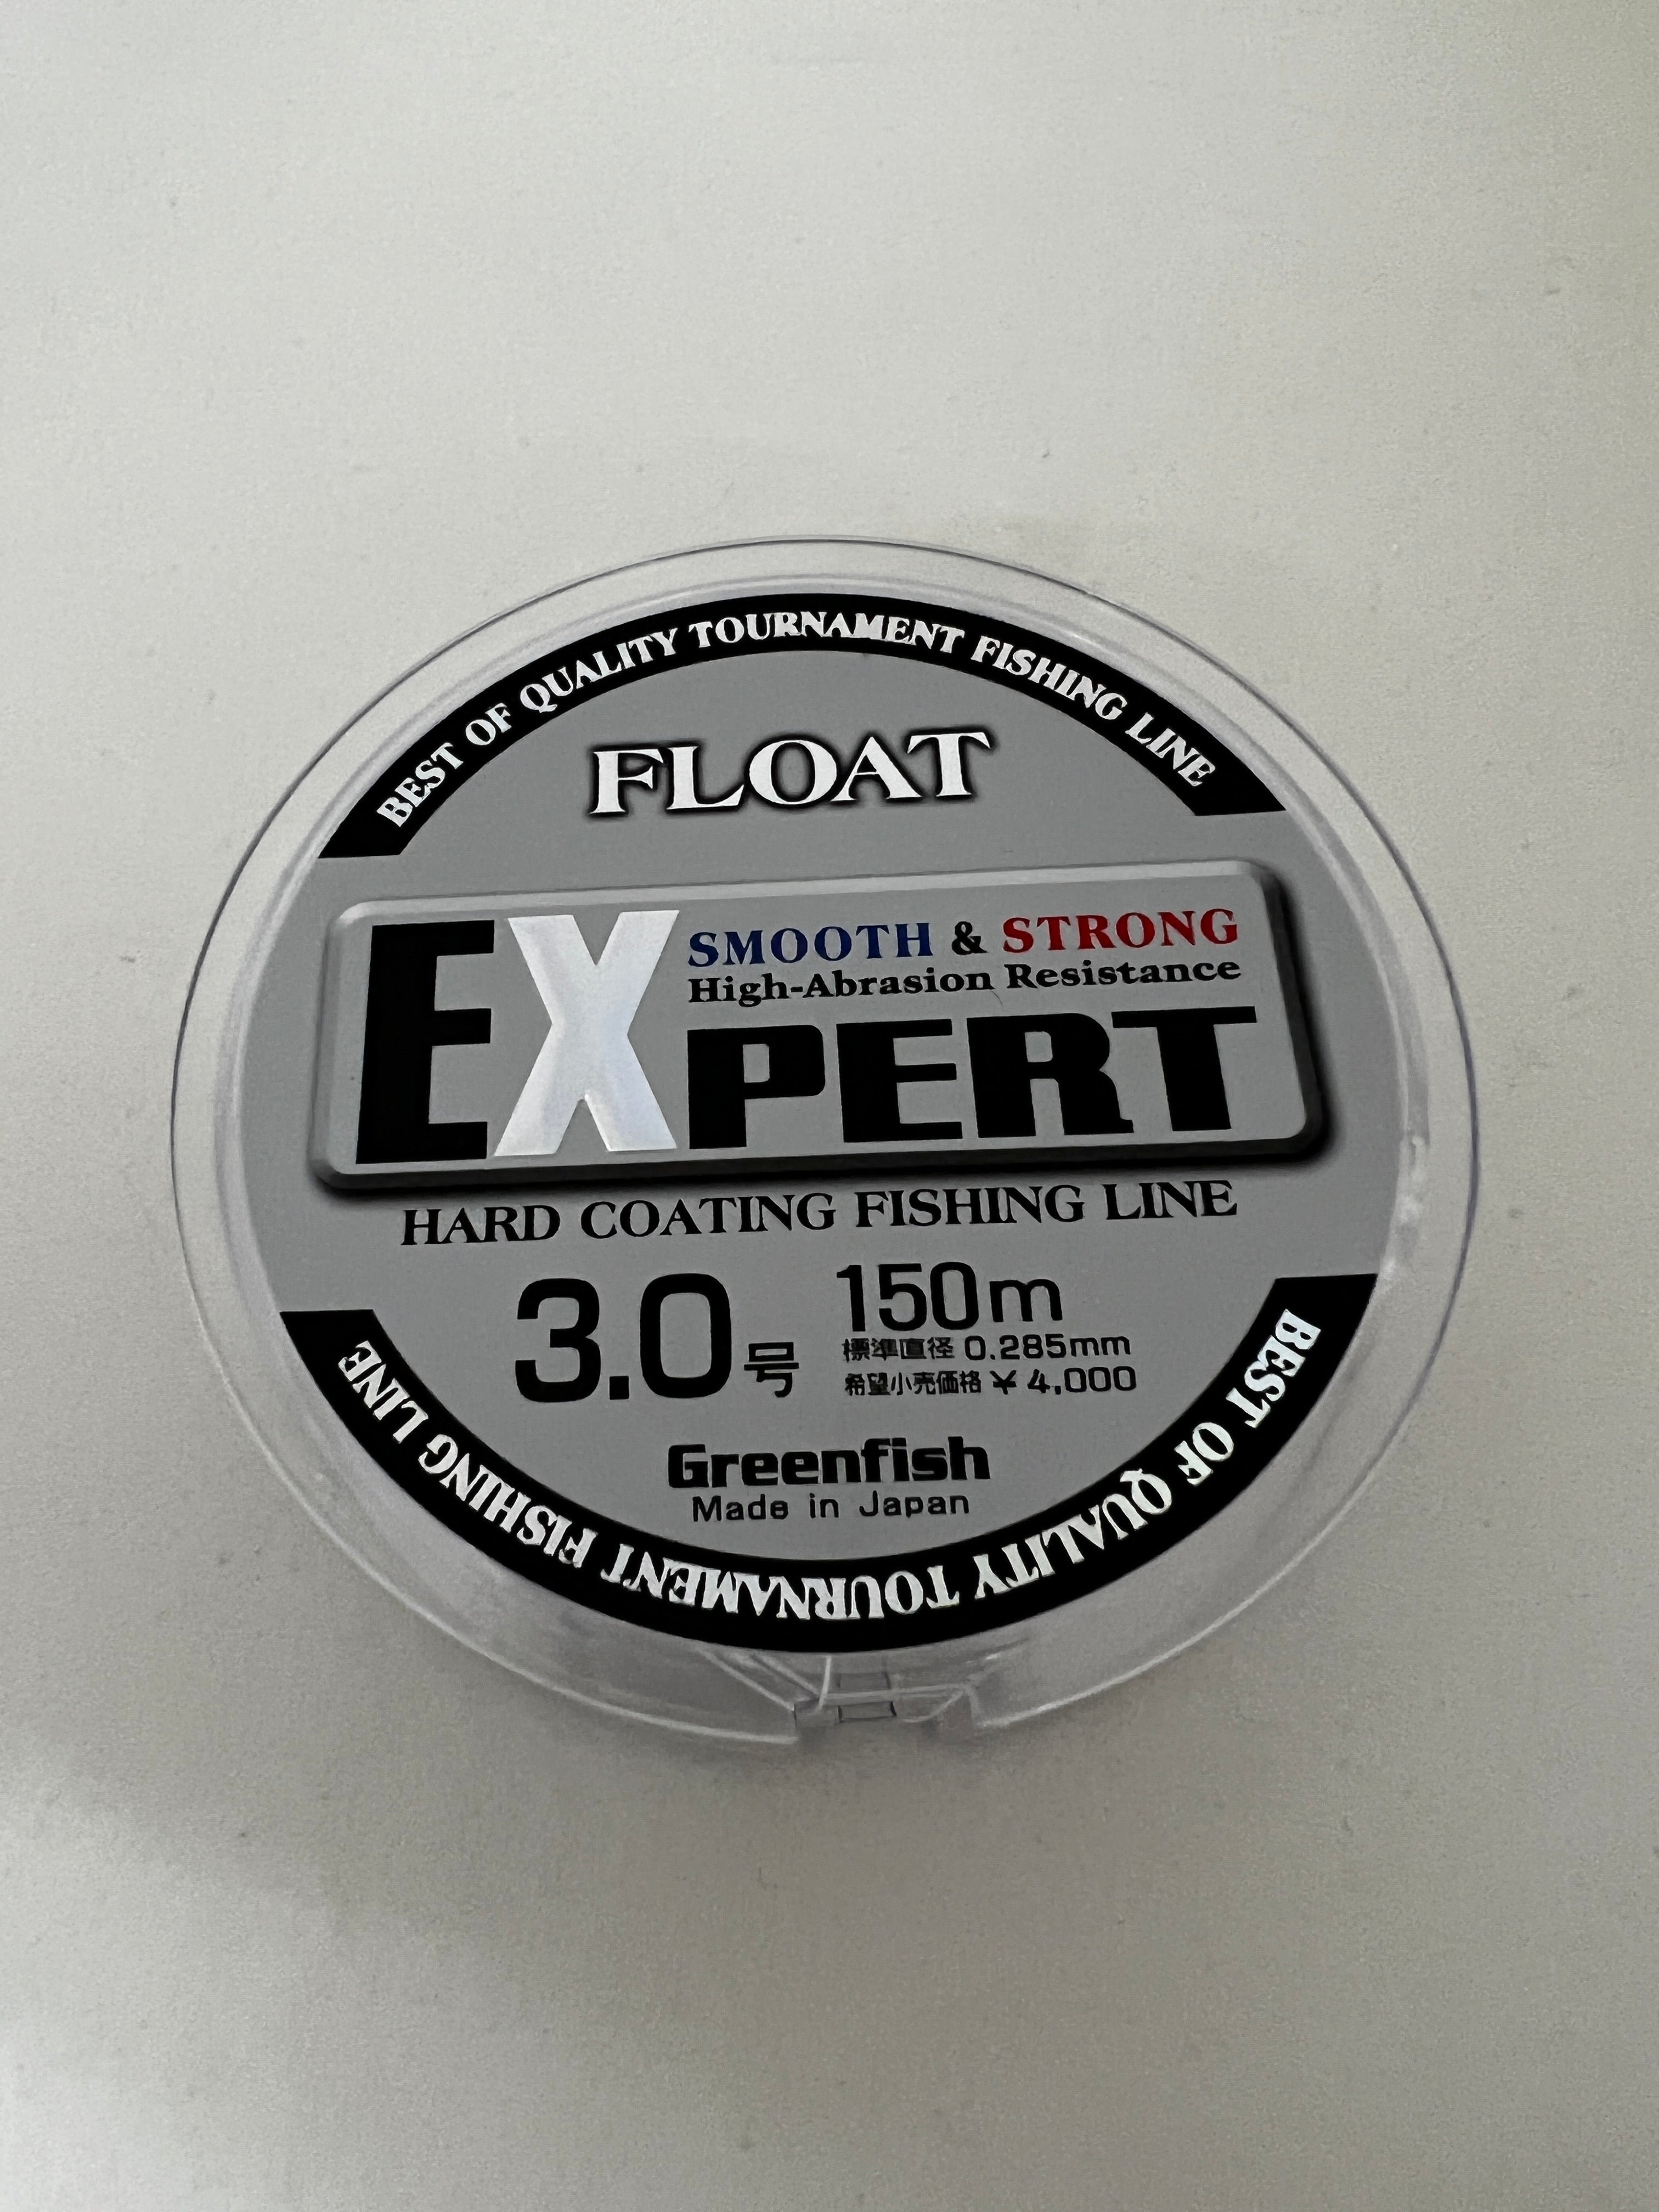 BEST OF QUALITY TOURNAMENT FISHING LINE
FLOAT
SMOOTH & STRONG
High-Abrasion Resistance
EXPERT
HARD COATING FISHING LINE
3.0号
150m
標準直径 0.285mm
希望小売価格 ¥ 4,000
Greenfish
Made in Japan
BEST OF QUALITY TOURNAMENT FISHING LINE